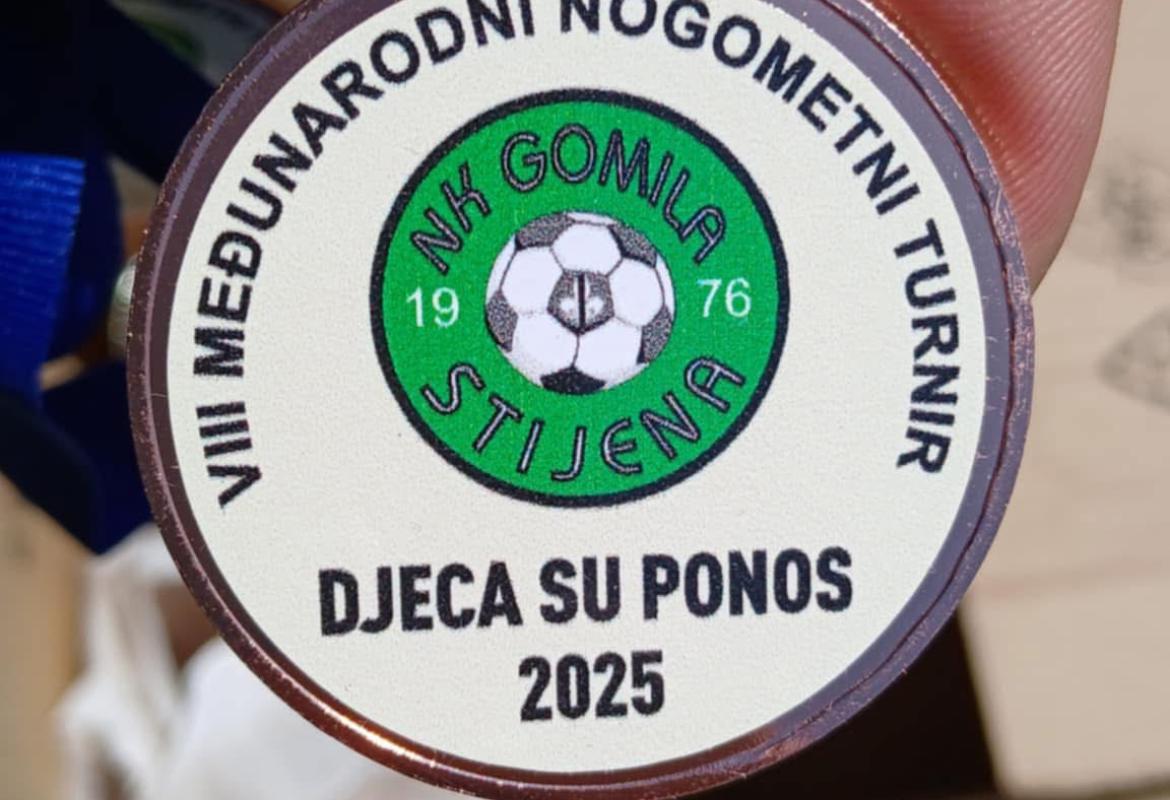 VIII MEĐUNARODNI NOGOMETNI TURNIR
NK GOMILA
19 76
STIJENA
DJECA SU PONOS
2025